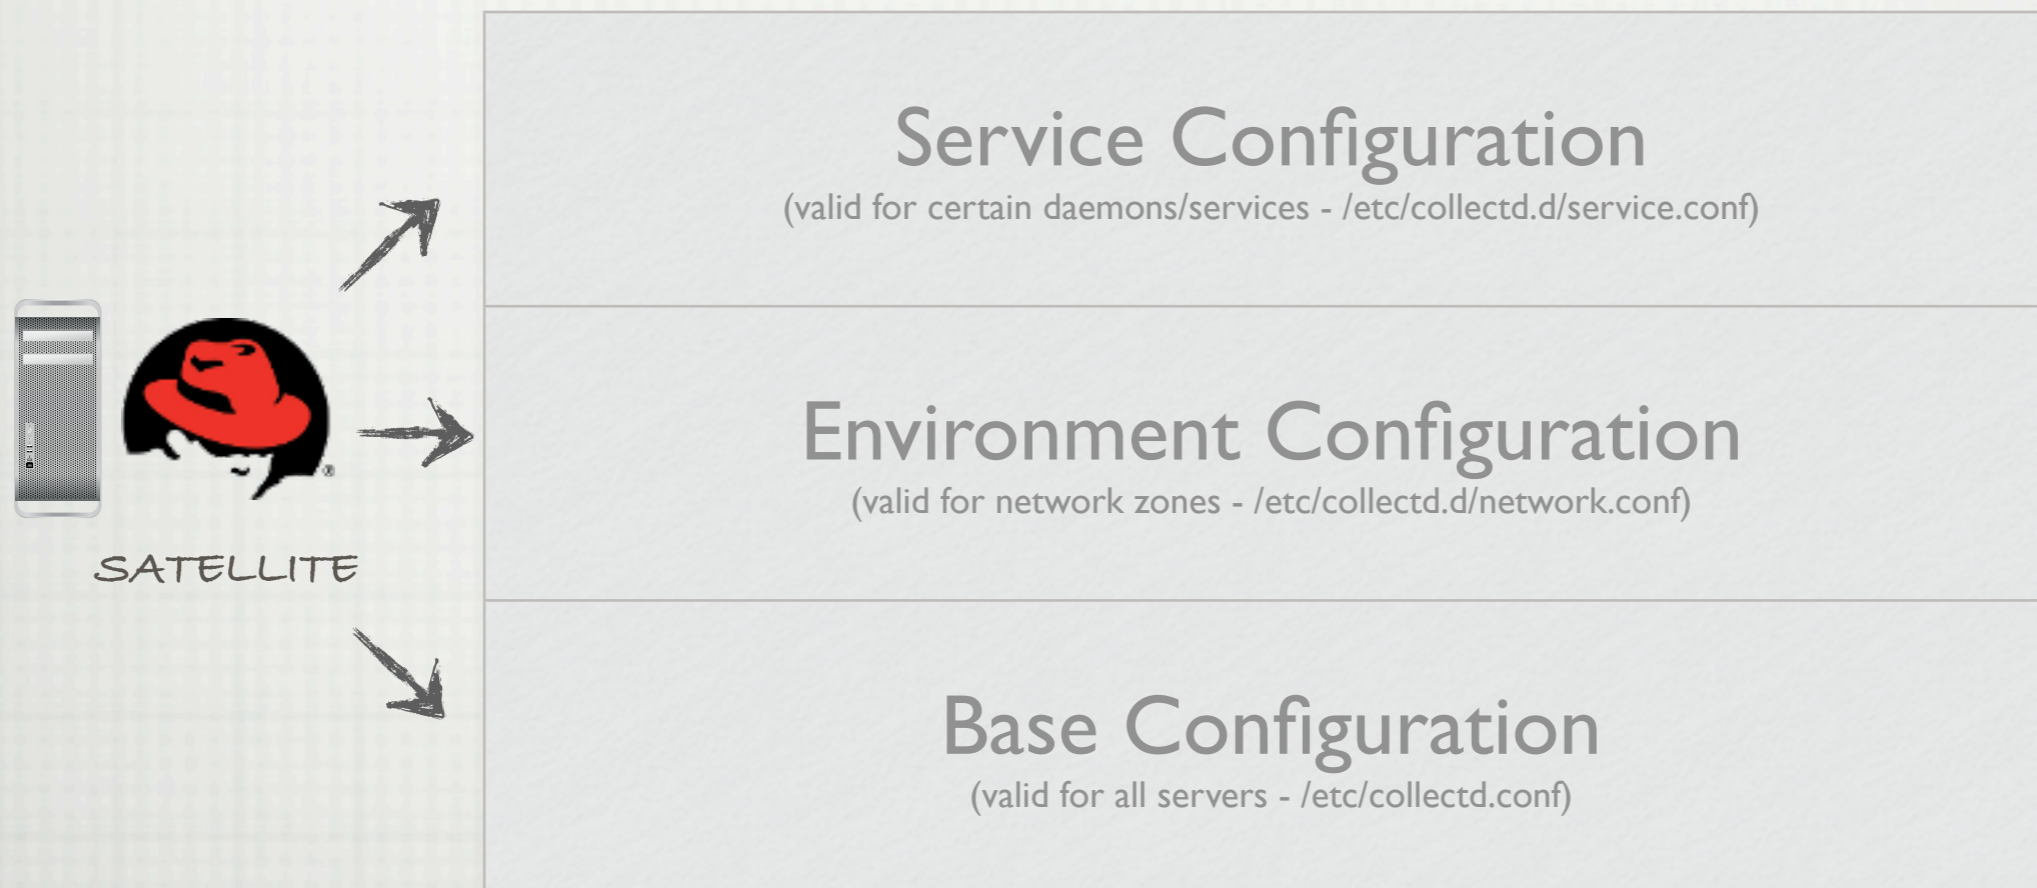 Service Configuration
(valid for certain daemons/services - /etc/collectd.d/service.conf)
®
SATELLITE
Environment Configuration
(valid for network zones - /etc/collectd.d/network.conf)
Base Configuration
(valid for all servers - /etc/collectd.conf)